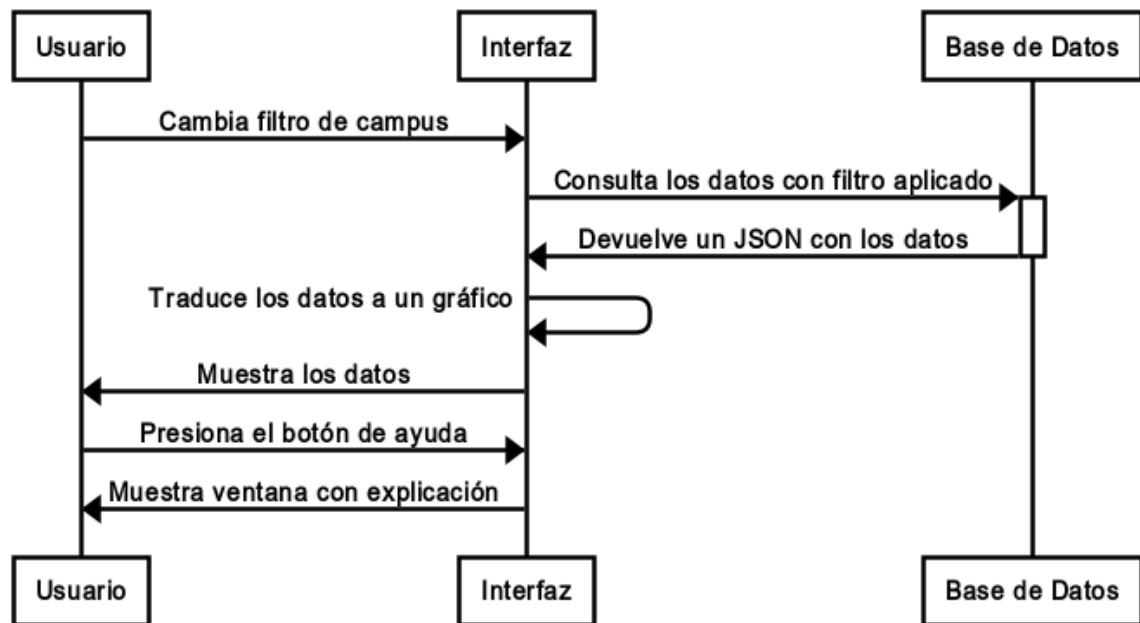 Usuario
Interfaz
Base de Datos
Cambia filtro de campus
Consulta los datos con filtro aplicado
Devuelve un JSON con los datos
Traduce los datos a un gráfico
Muestra los datos
Presiona el botón de ayuda
Muestra ventana con explicación
Usuario
Interfaz
Base de Datos